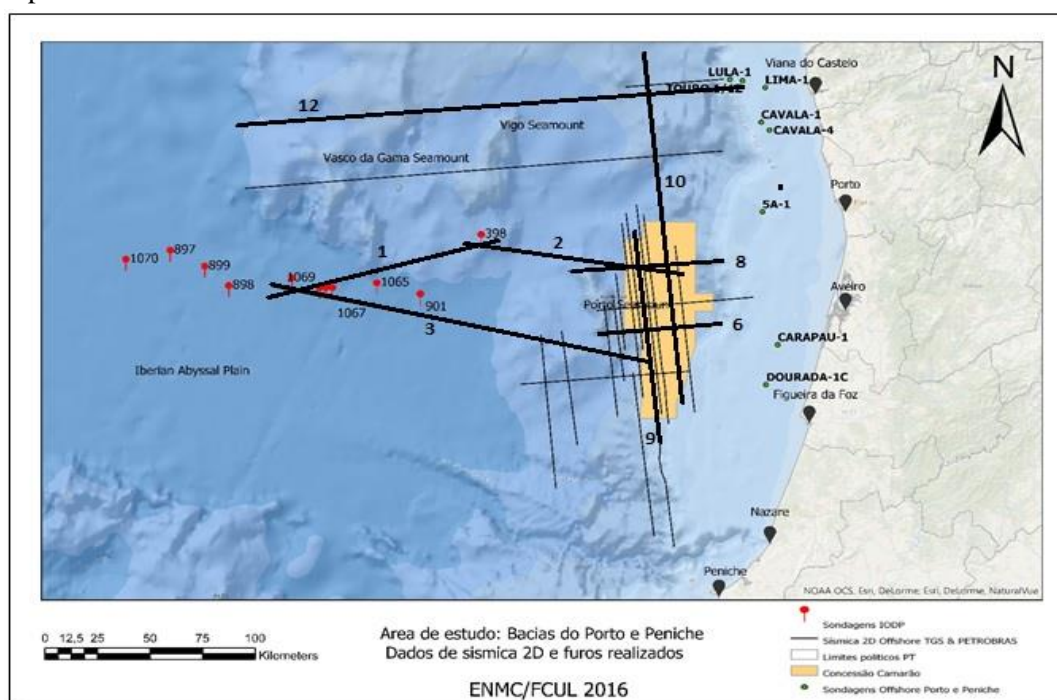 LULA-1
Viana do Castelo
LIMA-1
N
12
CAVALA-1
CAVALA-4
Vigo Seamount
Vasco da Gama Seamount
10
Porto
5A-1
398
1
2
8
1070
897
899
898
1069
1065
1067
901
3
Porto Seamount
6
Aveiro
CARAPAU-1
Iberian Abyssal Plain
DOURADA-1C
Figueira da Foz
9
Nazare
Peniche
NOAA OCS, Esri, DeLorme; Esri, DeLorme, NaturalVue
0 12,5 25 50 75 100
Kilometers
Area de estudo: Bacias do Porto e Peniche
Dados de sismica 2D e furos realizados
ENMC/FCUL 2016
Sondagens IODP
Sísmica 2D Offshore TGS & PETROBRAS
Limites politicos PT
Concessão Camarão
Sondagens Offshore Porto e Peniche